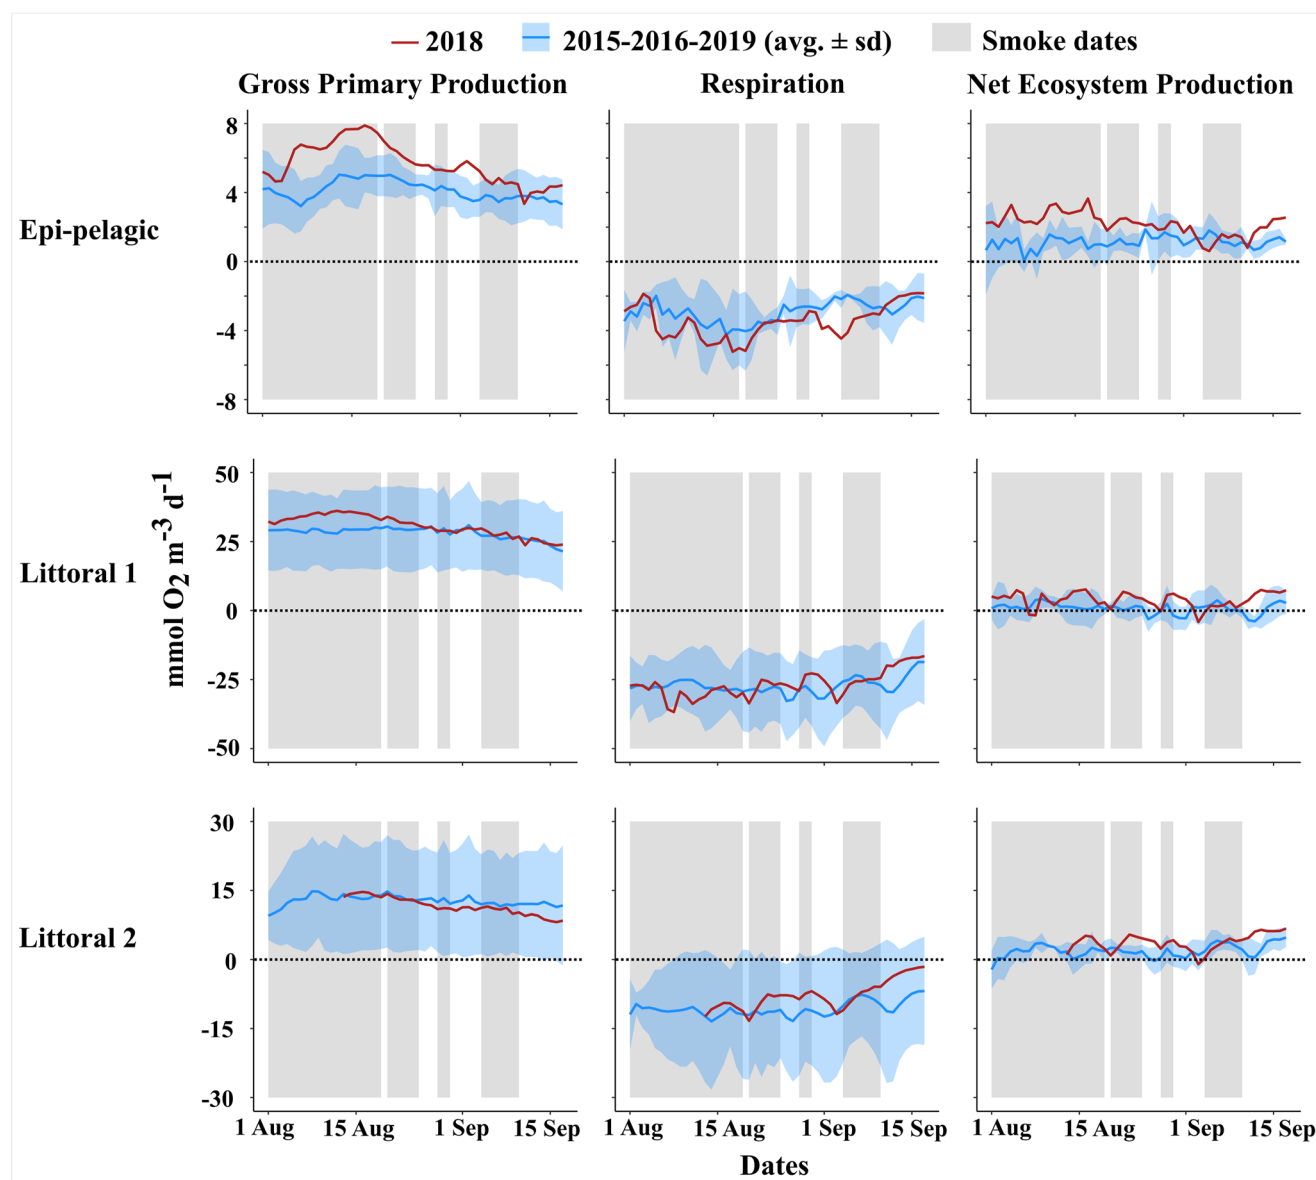 2018 2015-2016-2019 (avg. ± sd) Smoke dates
Gross Primary Production Respiration Net Ecosystem Production
Epi-pelagic
8
4
0
-4
-8
Littoral 1
mmol O2 m-3 d-1
50
25
0
-25
-50
Littoral 2
30
15
0
-15
-30
1 Aug 15 Aug 1 Sep 15 Sep 1 Aug 15 Aug 1 Sep 15 Sep 1 Aug 15 Aug 1 Sep 15 Sep
Dates